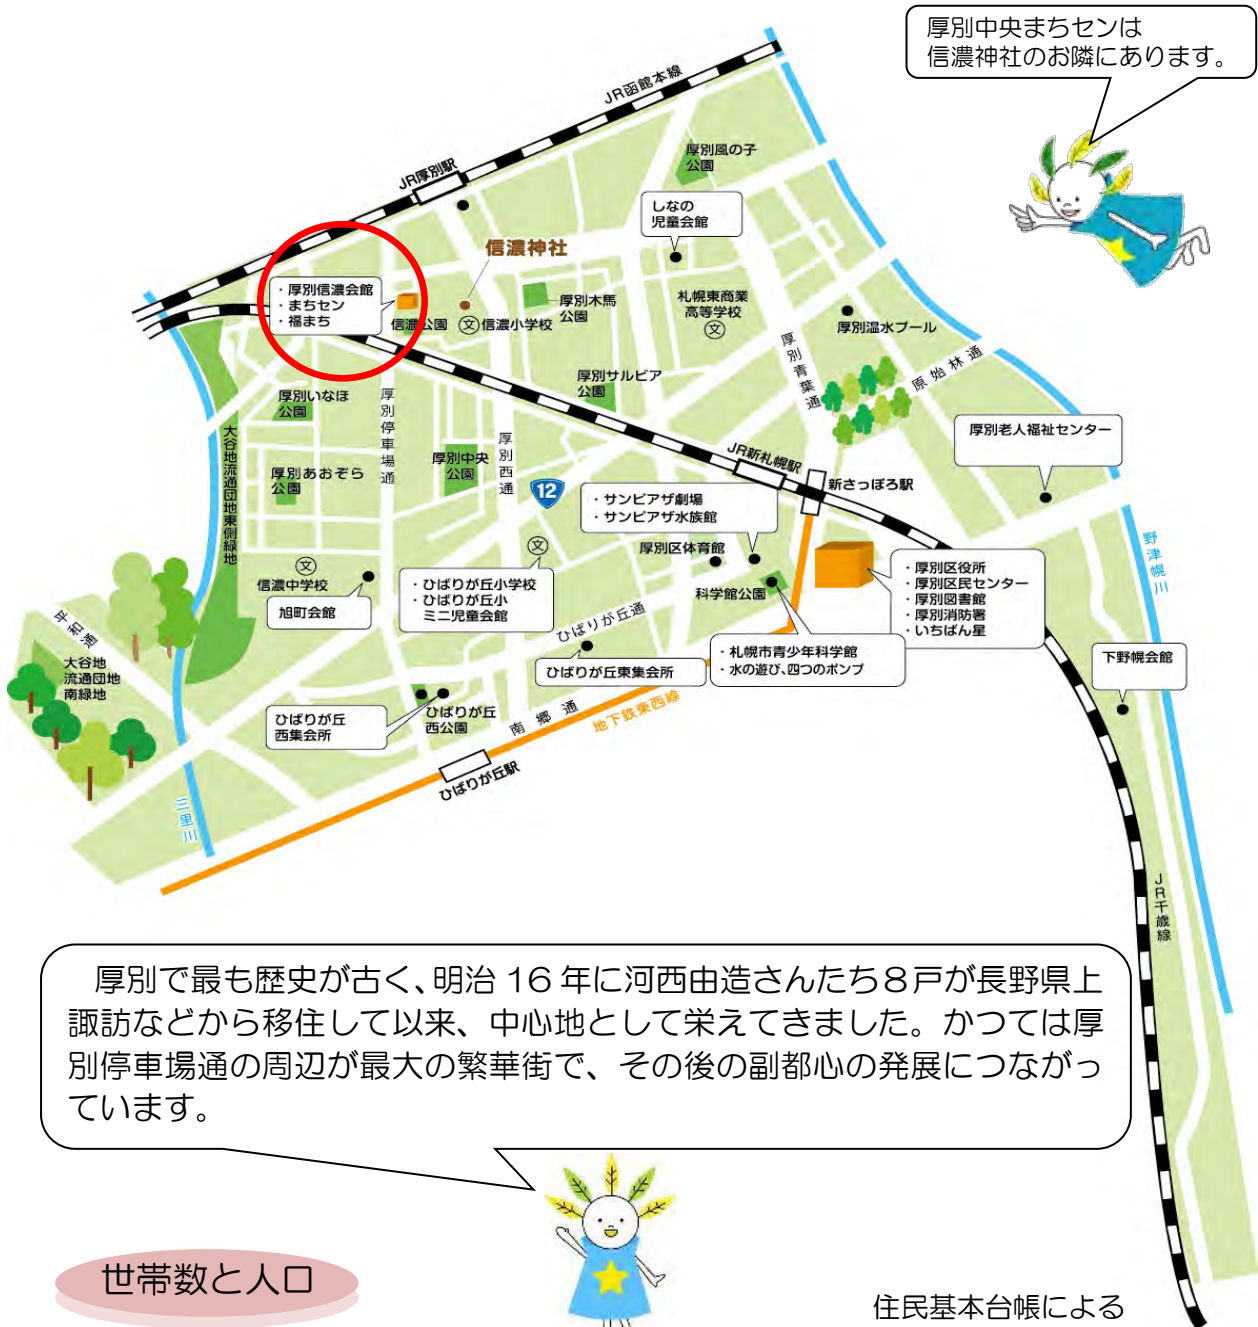 厚別中央まちセンは
信濃神社のお隣にあります。
JR函館本線
JR厚別駅
厚別風の子
公園
しなの
児童会館
信濃神社
・厚別信濃会館
・まちセン
・福まち
信濃公園
文
信濃小学校
厚別木馬
公園
札幌東商業
高等学校
文
厚別温水プール
厚別青葉通
原始林通
厚別サルビア
公園
厚別いなほ
公園
厚別停車場通
厚別西通
厚別中央
公園
大谷地流通団地東側緑地
厚別あおぞら
公園
12
JR新札幌駅
新さっぽろ駅
厚別老人福祉センター
・サンピアザ劇場
・サンピアザ水族館
厚別区体育館
科学館公園
・厚別区役所
・厚別区民センター
・厚別図書館
・厚別消防署
・いちばん星
野津幌川
文
信濃中学校
旭町会館
文
・ひばりが丘小学校
・ひばりが丘小
ミニ児童会館
ひばりが丘通
ひばりが丘東集会所
・札幌市青少年科学館
・水の遊び、四つのポンプ
下野幌会館
平和通
大谷地
流通団地
南緑地
ひばりが丘
西集会所
ひばりが丘
西公園
南郷通
地下鉄東西線
ひばりが丘駅
三里川
JR千歳線
厚別で最も歴史が古く、明治 16 年に河西由造さんたち８戸が長野県上
諏訪などから移住して以来、中心地として栄えてきました。かつては厚
別停車場通の周辺が最大の繁華街で、その後の副都心の発展につながっ
ています。
世帯数と人口
住民基本台帳による